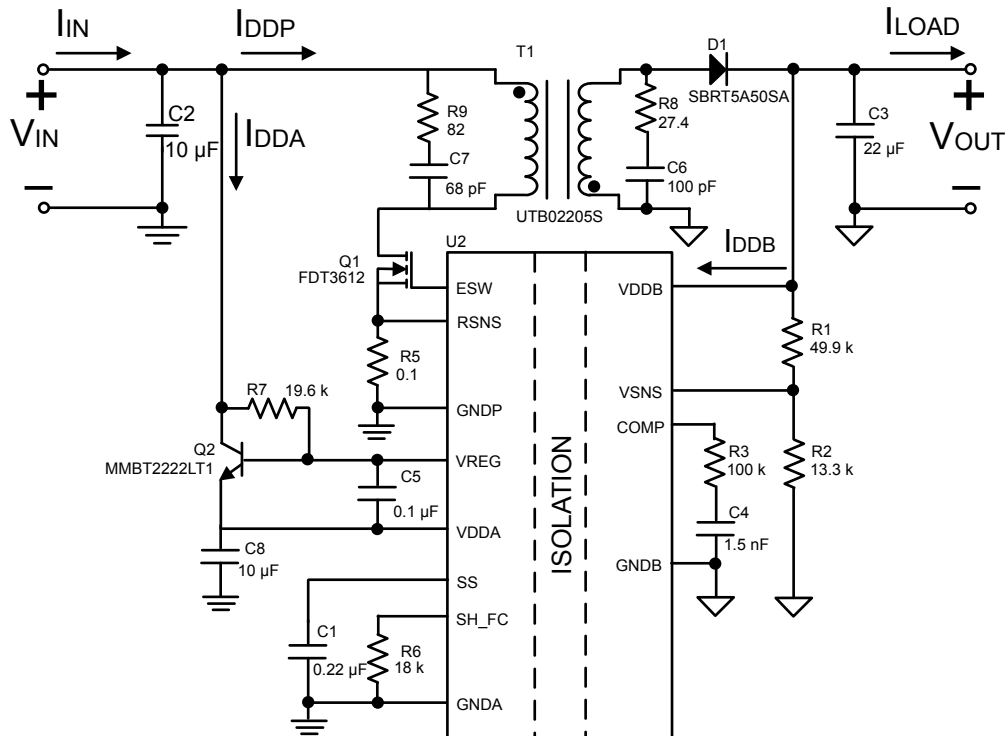 IIN
IDDP
ILOAD
T1
D1
SBRT5A50SA
+
VIN
−
C2
10 µF
IDDA
R9
82
C7
68 pF
R8
27.4
C6
100 pF
UTB02205S
C3
22 µF
+
VOUT
−
Q1
FDT3612
U2
IDDB
ESW
VDDB
RSNS
R5
0.1
R1
49.9 k
R7
19.6 k
GNDP
VSNS
COMP
Q2
MMBT2222LT1
VREG
C5
0.1 µF
R3
100 k
R2
13.3 k
VDDA
C4
1.5 nF
C8
10 µF
GNDB
ISOLATION
SS
SH_FC
C1
0.22 µF
R6
18 k
GNDA